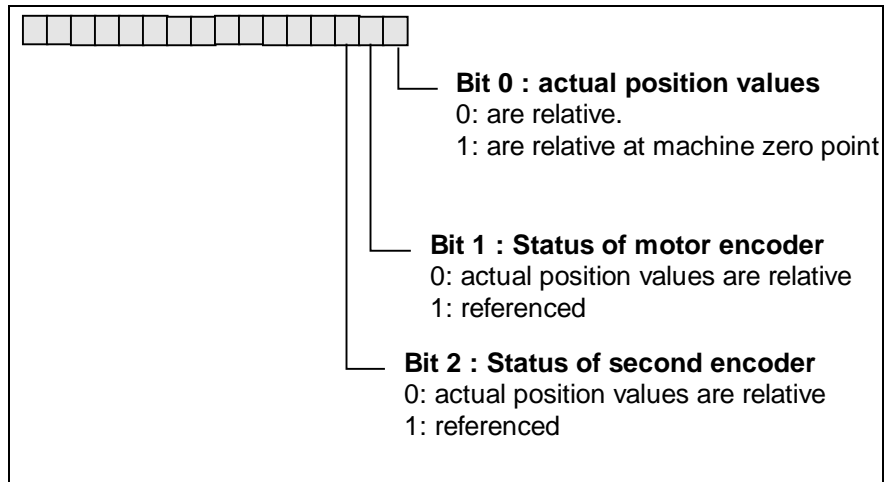 Bit 0 : actual position values
0: are relative.
1: are relative at machine zero point
Bit 1 : Status of motor encoder
0: actual position values are relative
1: referenced
Bit 2 : Status of second encoder
0: actual position values are relative
1: referenced